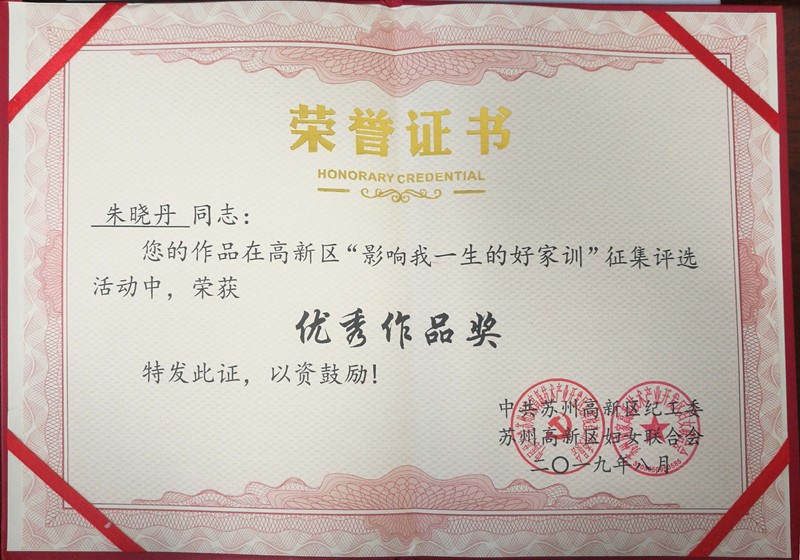 荣誉证书
HONORARY CREDENTIAL
朱晓丹 同志：
您的作品在高新区“影响我一生的好家训”征集评选
活动中，荣获
优秀作品奖
特发此证，以资鼓励！
中共苏州高新区纪工委
苏州高新区妇女联合会
二〇一九年八月